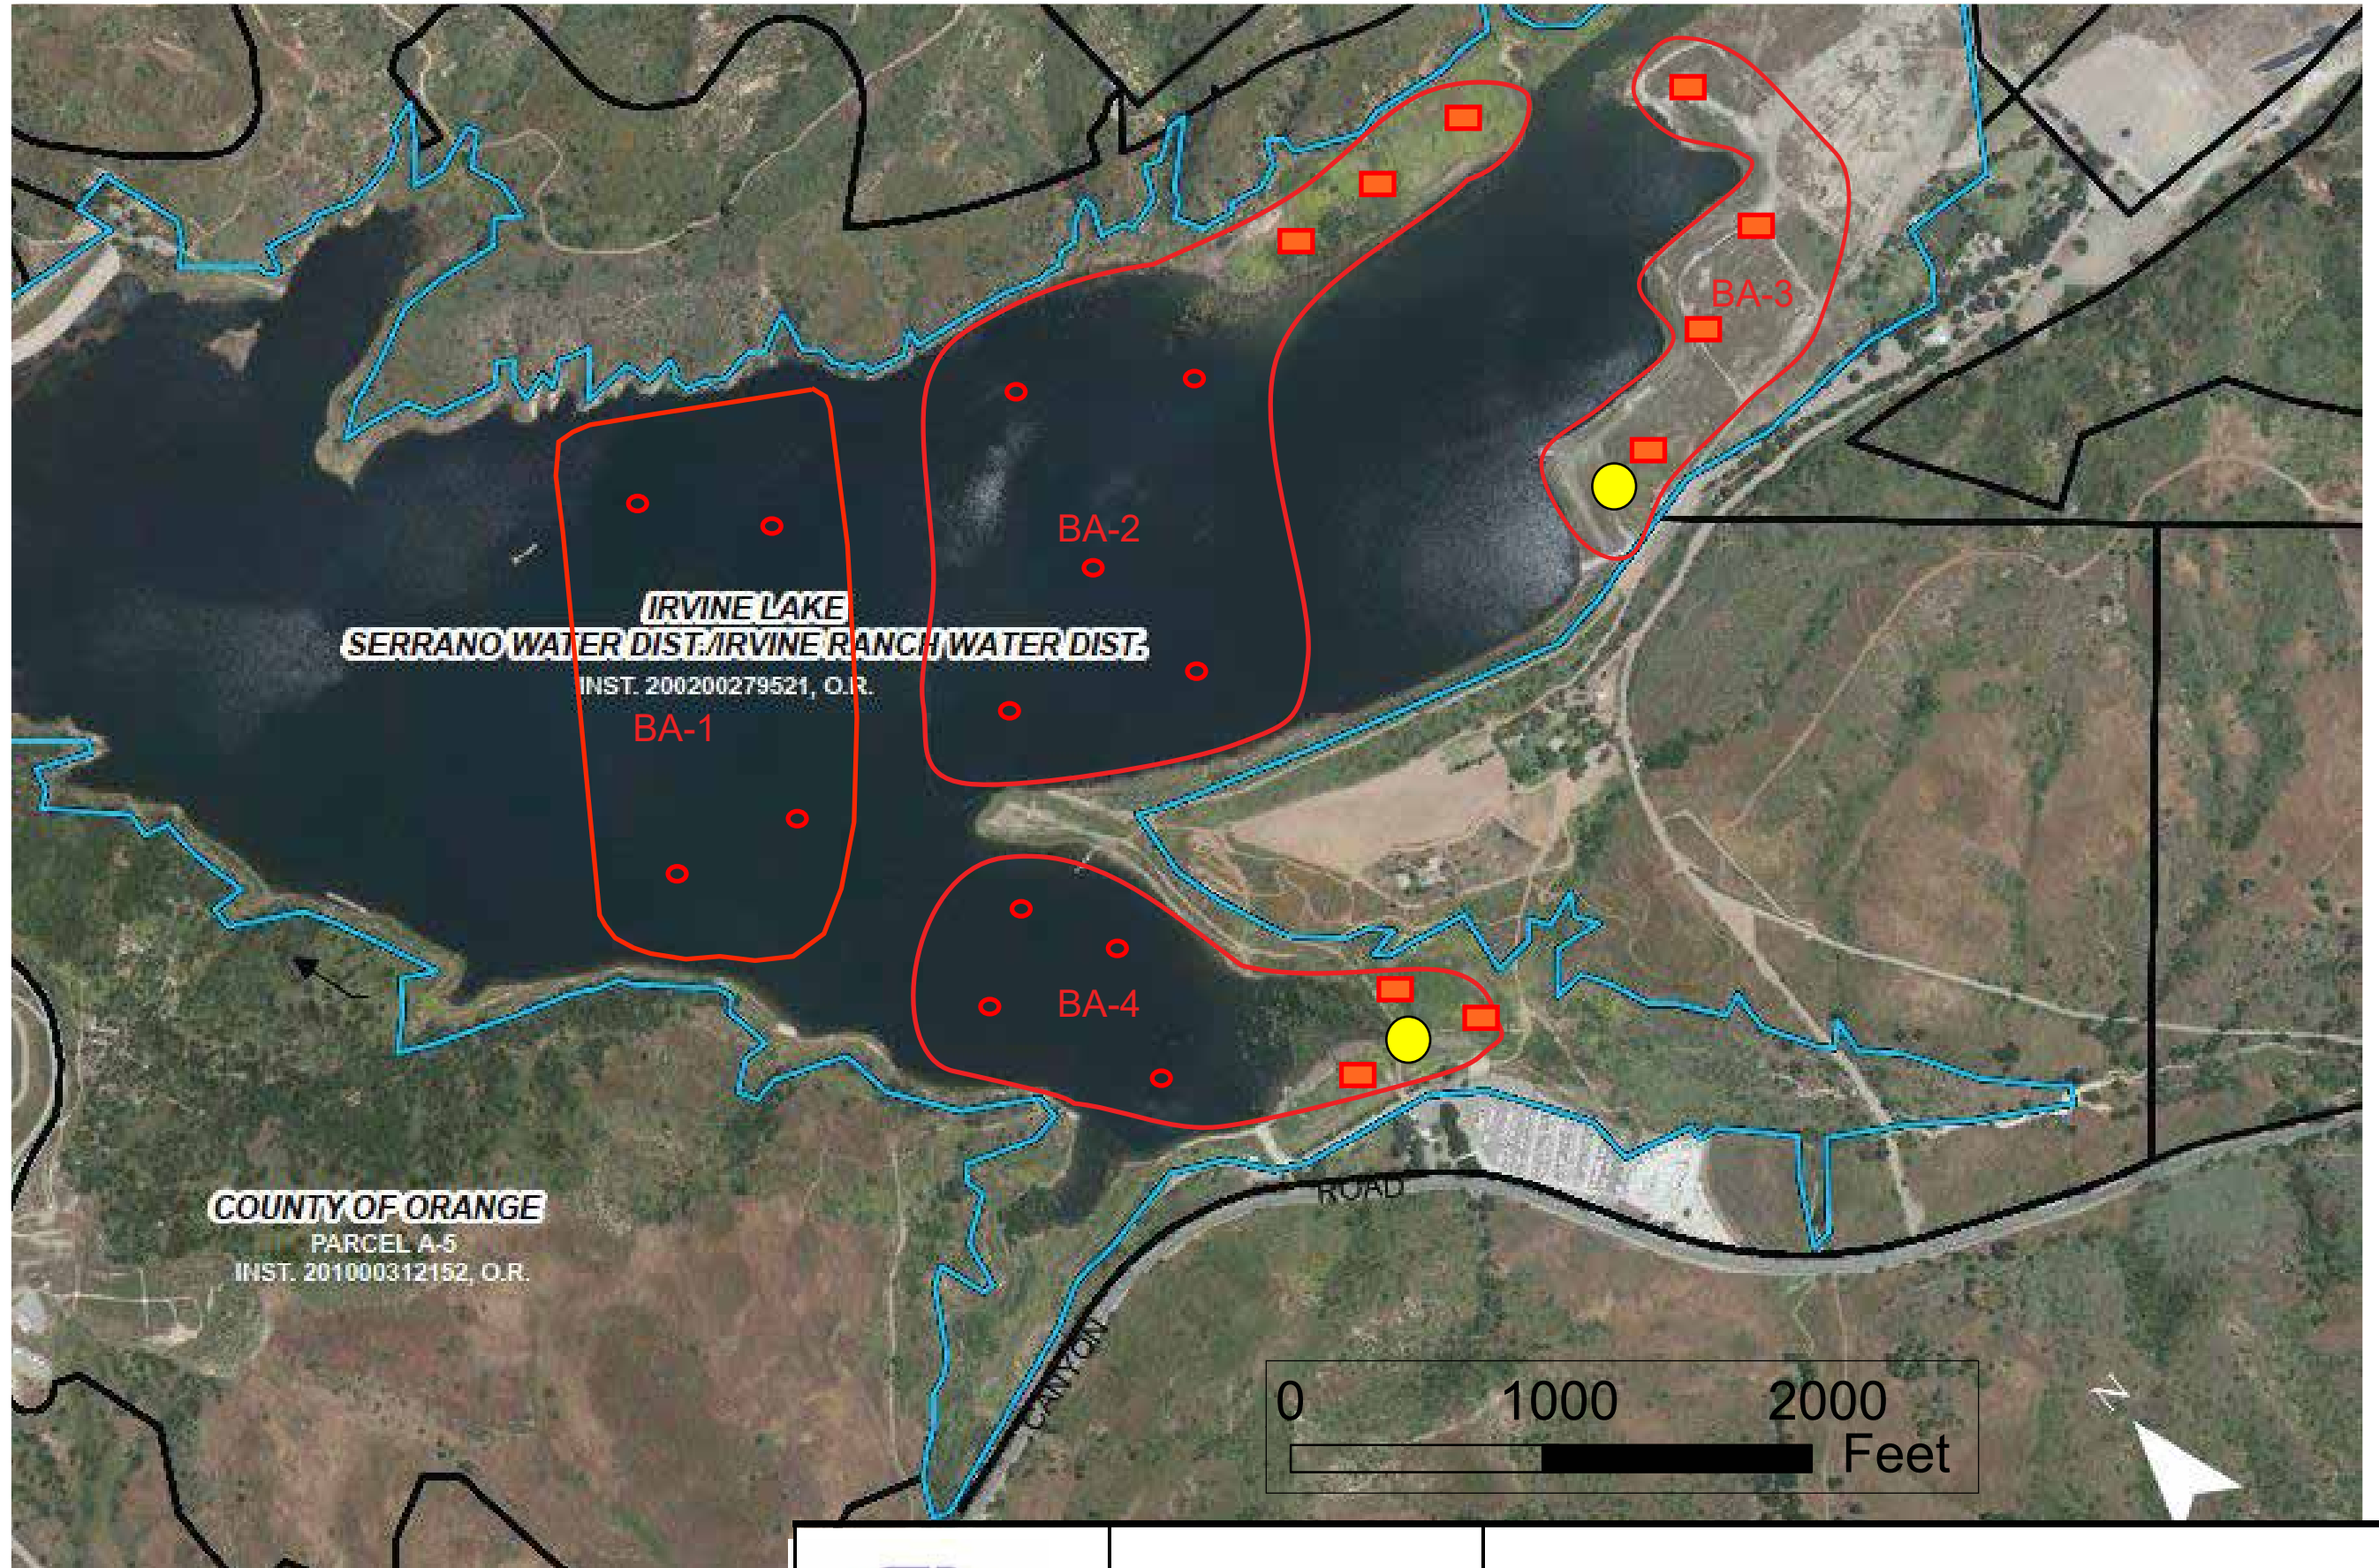 BA-3
BA-2
IRVINE LAKE
SERRANO WATER DIST./IRVINE RANCH WATER DIST.
INST. 200200279521, O.R.
BA-1
BA-4
COUNTY OF ORANGE
PARCEL A-5
INST. 201000312152, O.R.
ROAD
CANYON
0 1000 2000
Feet
N